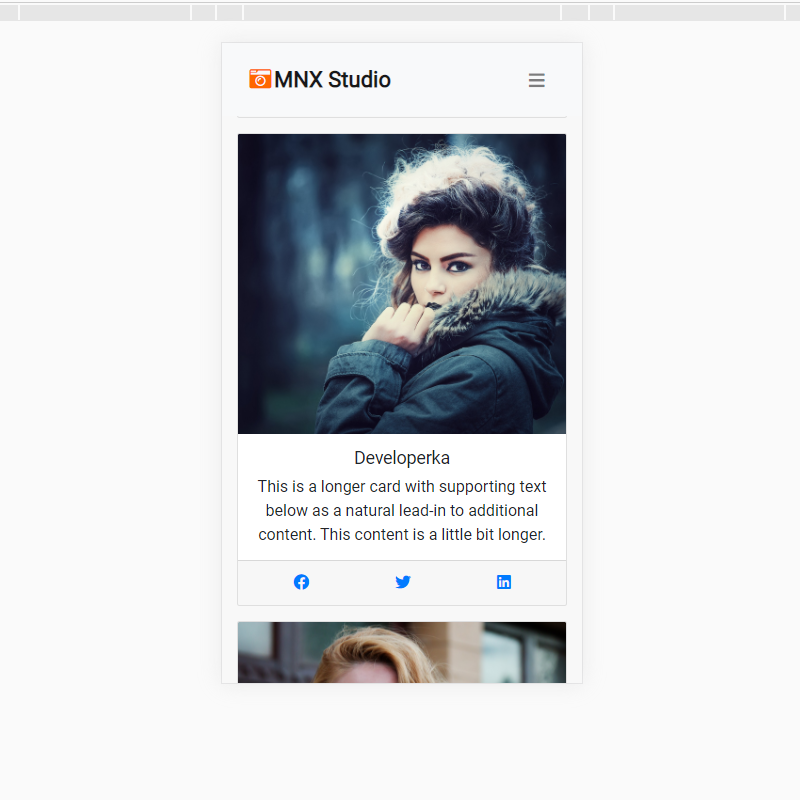 MNX Studio
Developerka
This is a longer card with supporting text
below as a natural lead-in to additional
content. This content is a little bit longer.